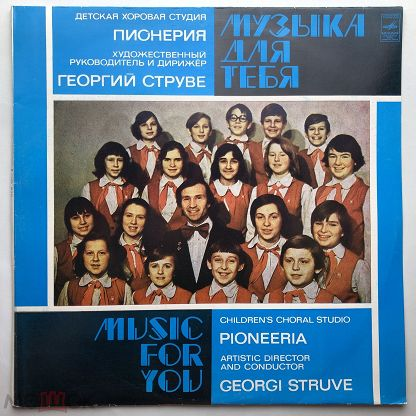 ДЕТСКАЯ ХОРОВАЯ СТУДИЯ
ПИОНЕРИЯ
ХУДОЖЕСТВЕННЫЙ
РУКОВОДИТЕЛЬ И ДИРИЖЁР
ГЕОРГИЙ СТРУВЕ
МУЗЫКА
ДЛЯ
ТЕБЯ
MUSIC
FOR
YOU
CHILDREN'S CHORAL STUDIO
PIONEERIA
ARTISTIC DIRECTOR
AND CONDUCTOR
GEORGI STRUVE